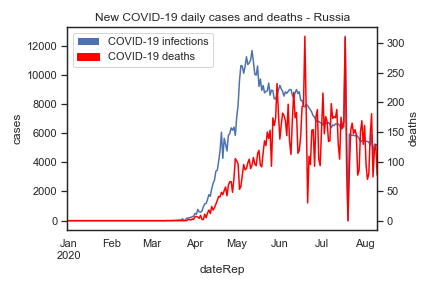 New COVID-19 daily cases and deaths - Russia
COVID-19 infections
COVID-19 deaths
12000
10000
8000
6000
4000
2000
0
cases
300
250
200
150
100
50
0
deaths
Jan Feb Mar Apr May Jun Jul Aug
2020
dateRep